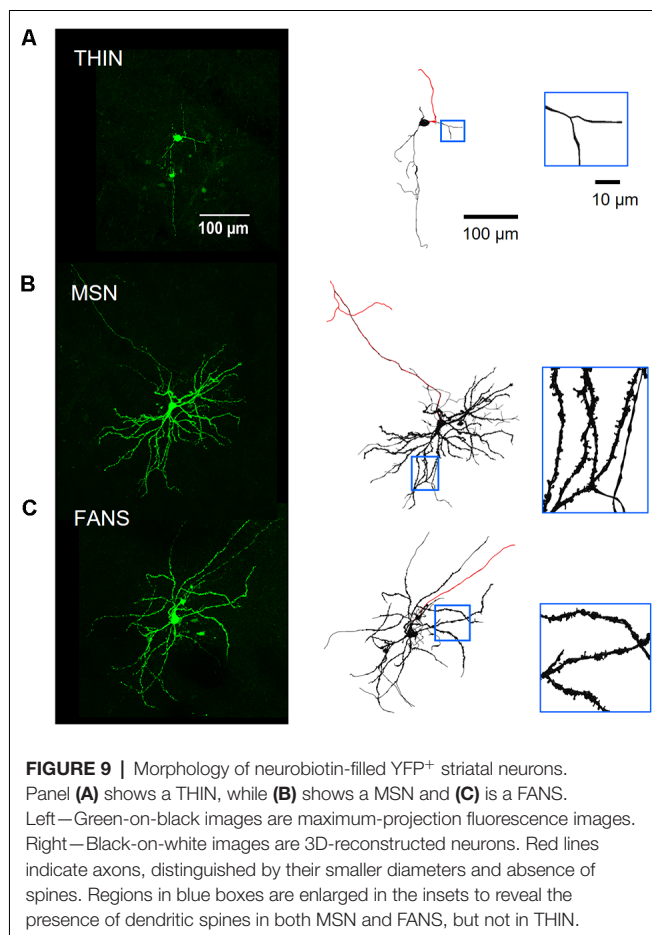 A
THIN
100 µm
100 µm
10 µm
B
MSN
C
FANS
FIGURE 9 | Morphology of neurobiotin-filled YFP⁺ striatal neurons.
Panel (A) shows a THIN, while (B) shows a MSN and (C) is a FANS.
Left—Green-on-black images are maximum-projection fluorescence images.
Right—Black-on-white images are 3D-reconstructed neurons. Red lines
indicate axons, distinguished by their smaller diameters and absence of
spines. Regions in blue boxes are enlarged in the insets to reveal the
presence of dendritic spines in both MSN and FANS, but not in THIN.